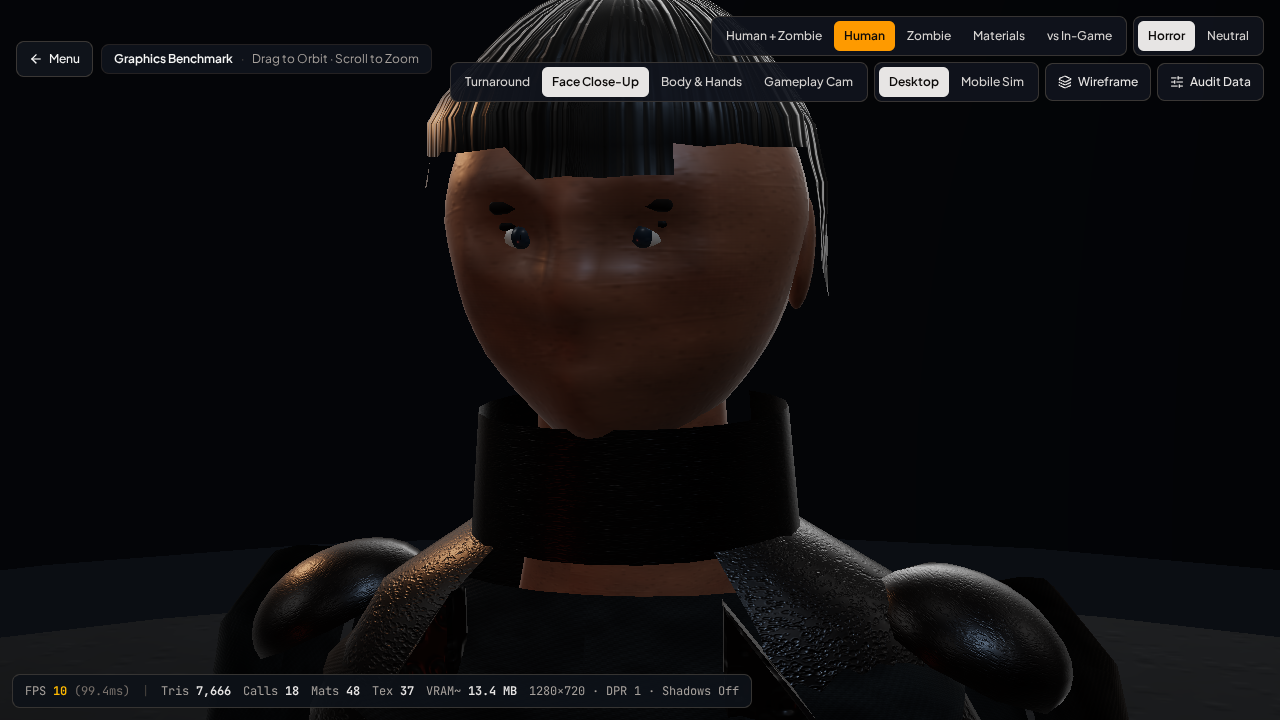 Human + Zombie Human Zombie Materials vs In-Game Horror Neutral
Menu Graphics Benchmark · Drag to Orbit · Scroll to Zoom
Turnaround Face Close-Up Body & Hands Gameplay Cam Desktop Mobile Sim Wireframe Audit Data
FPS 10 (99.4ms) | Tris 7,666 Calls 18 Mats 48 Tex 37 VRAM~ 13.4 MB 1280×720 · DPR 1 · Shadows Off